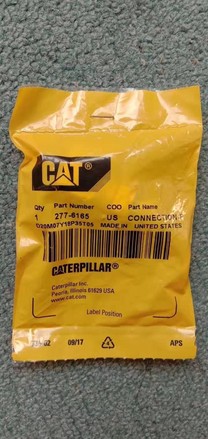 CAT
Qty Part Number COO Part Name
1 277-6165 US CONNECTION
MADE IN UNITED STATES
CATERPILLAR®
Caterpillar Inc.
Peoria, Illinois 61629 USA
www.cat.com
Label Position
09/17 APS